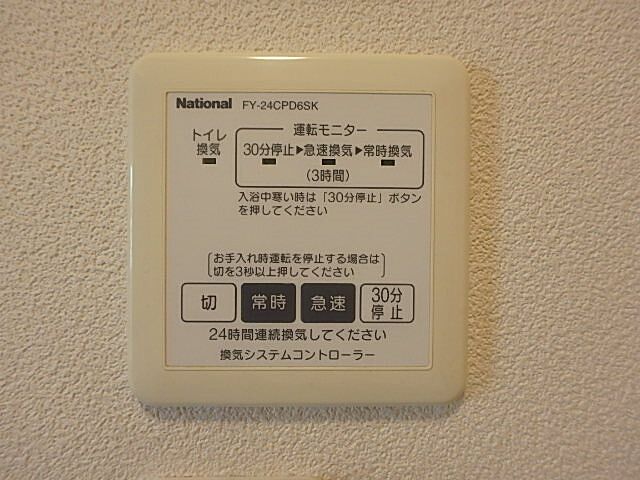 National FY-24CPD6SK
トイレ
換気
運転モニター
30分停止▶急速換気▶常時換気
(3時間)
入浴中寒い時は「30分停止」ボタン
を押してください
お手入れ時運転を停止する場合は
切を3秒以上押してください
切 常時 急速 30分
停止
24時間連続換気してください
換気システムコントローラー